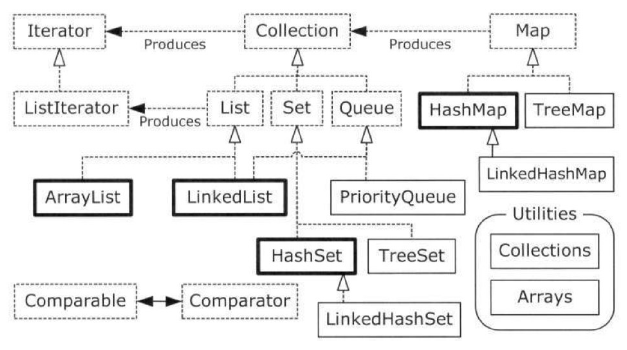 Iterator
Collection
Map
Produces
Produces
ListIterator
Produces
List
Set
Queue
HashMap
TreeMap
ArrayList
LinkedList
PriorityQueue
LinkedHashMap
Utilities
Collections
Arrays
HashSet
TreeSet
Comparable
Comparator
LinkedHashSet